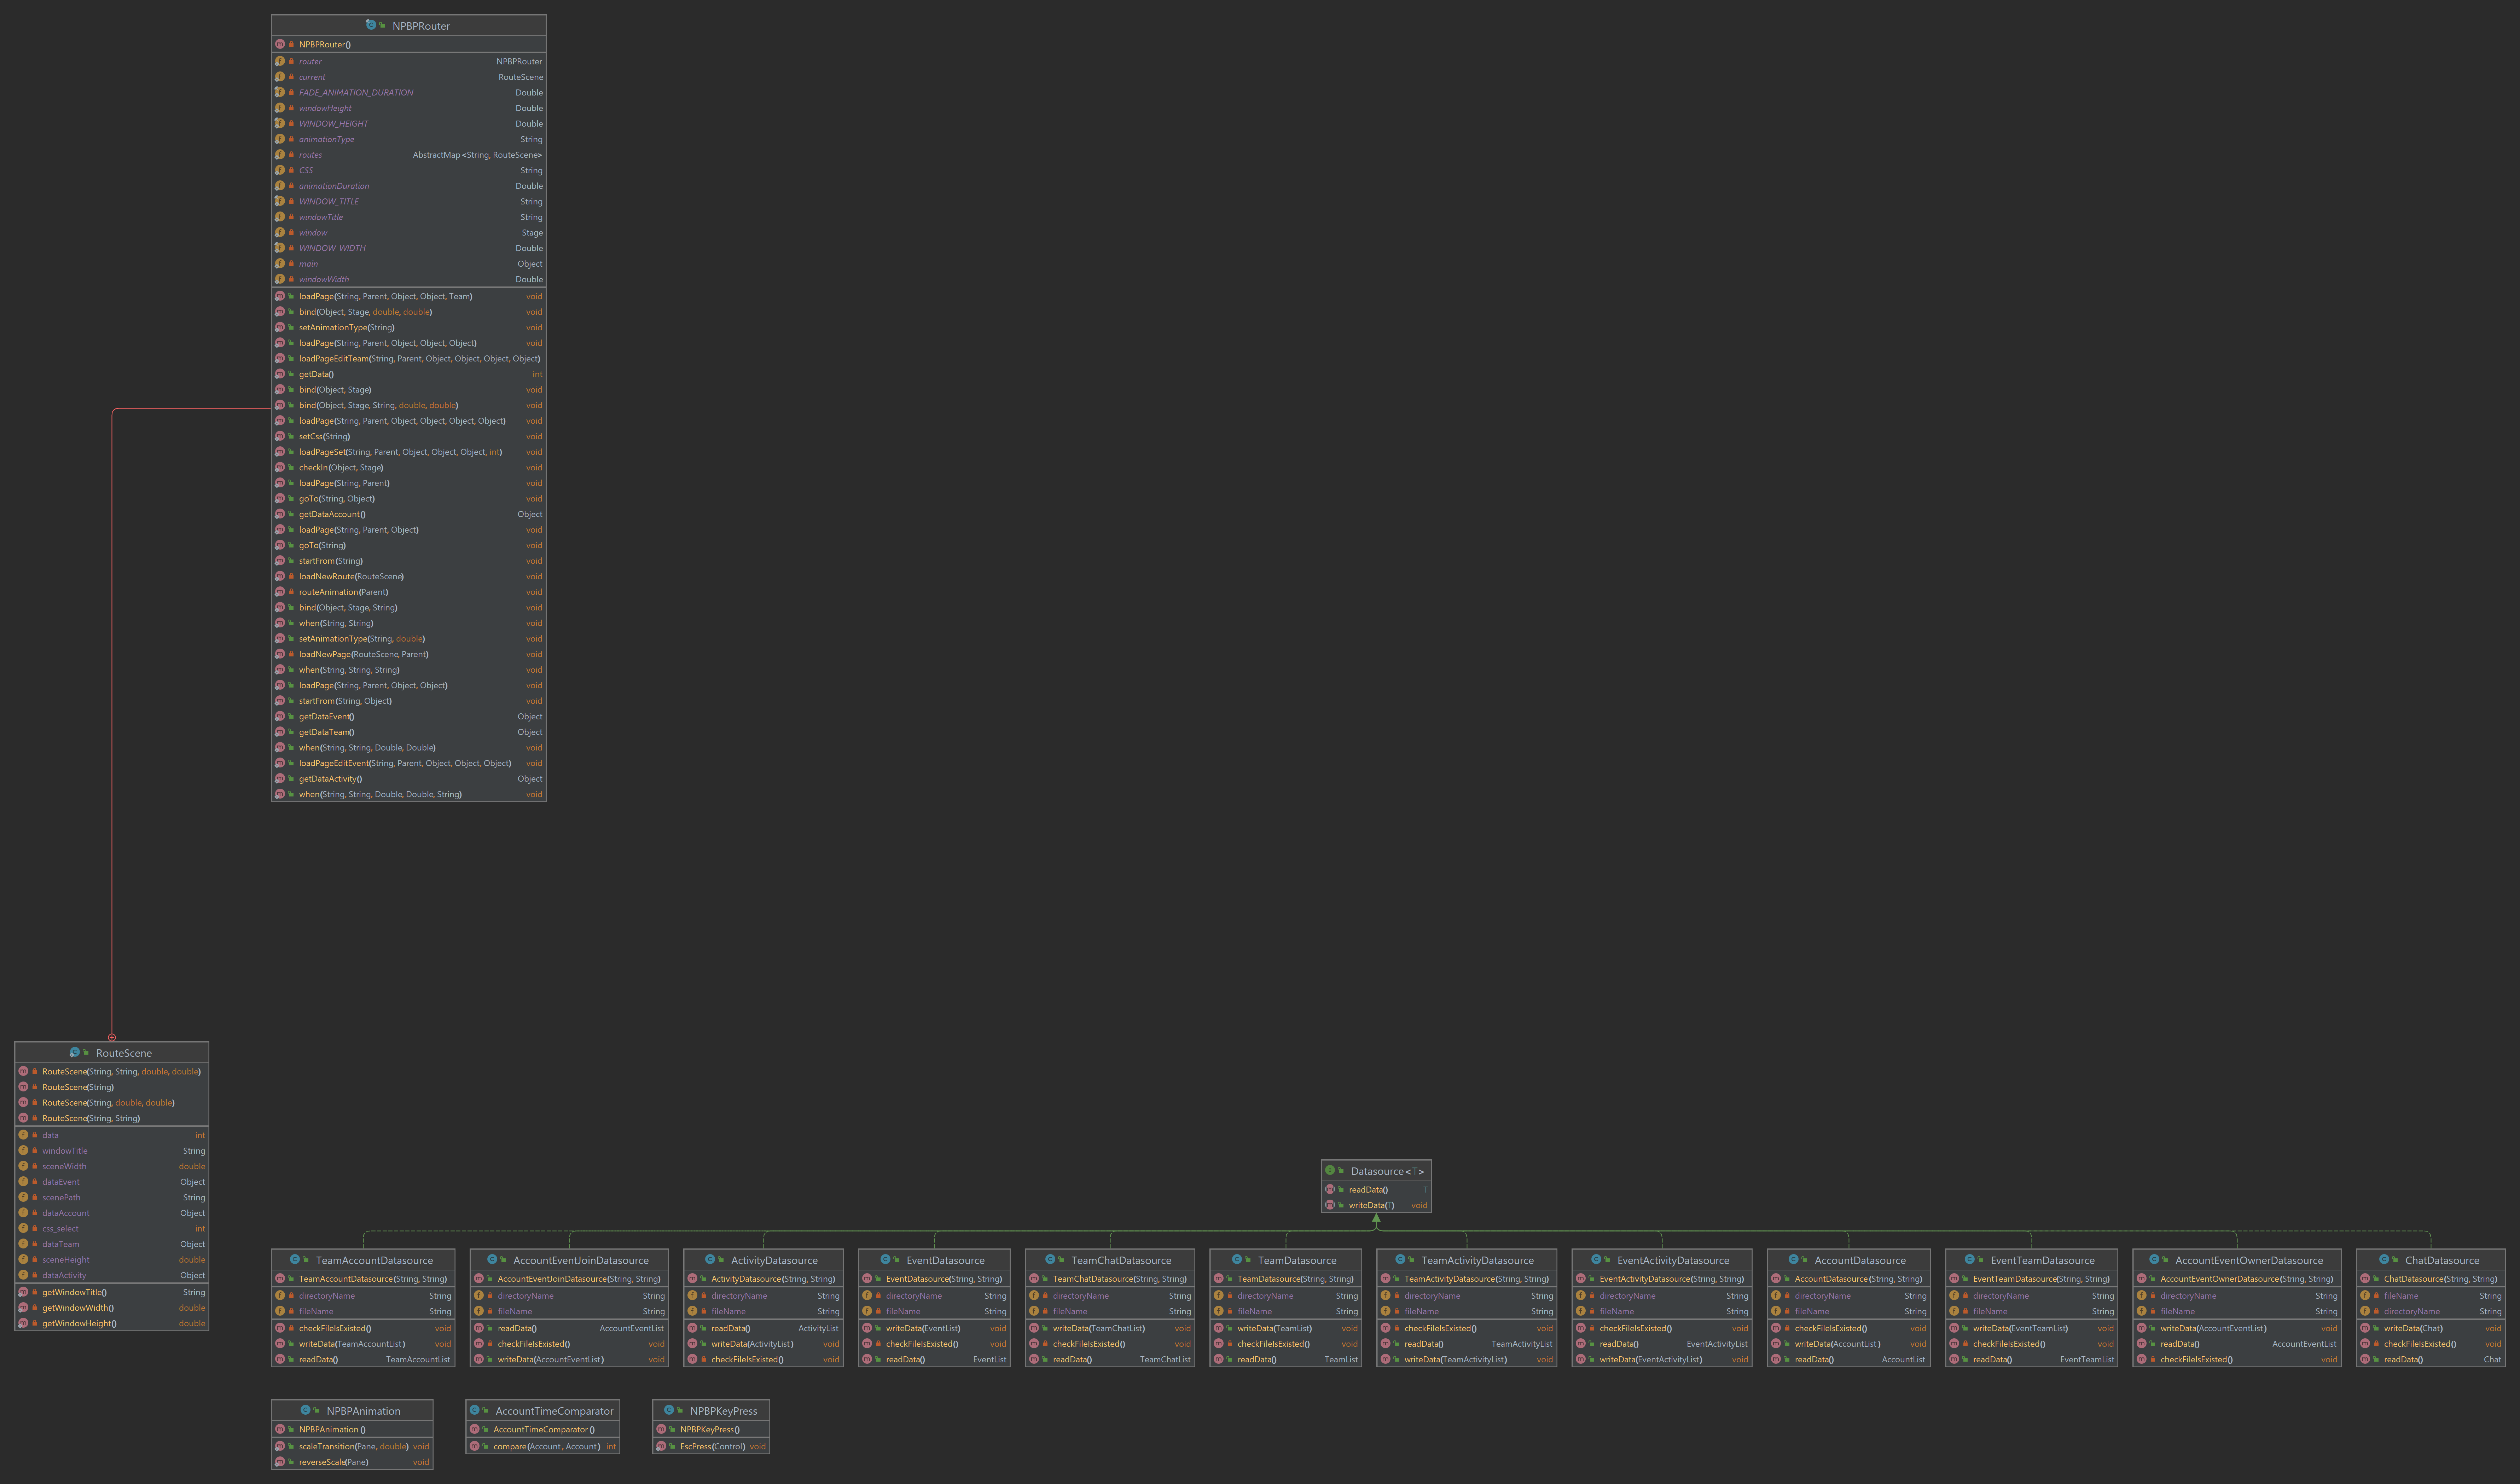 NPBPRouter
NPBPRouter()
router NPBPRouter
current RouteScene
FADE_ANIMATION_DURATION Double
windowHeight Double
WINDOW_HEIGHT Double
animationType String
routes AbstractMap<String, RouteScene>
CSS String
animationDuration Double
WINDOW_TITLE String
windowTitle String
window Stage
WINDOW_WIDTH Double
main Object
windowWidth Double
loadPage(String, Parent, Object, Object, Team) void
bind(Object, Stage, double, double) void
setAnimationType(String) void
loadPage(String, Parent, Object, Object, Object) void
loadPageEditTeam(String, Parent, Object, Object, Object, Object)
getData() int
bind(Object, Stage) void
bind(Object, Stage, String, double, double) void
loadPage(String, Parent, Object, Object, Object, Object) void
setCss(String) void
loadPageSet(String, Parent, Object, Object, Object, int) void
checkIn(Object, Stage) void
loadPage(String, Parent) void
goTo(String, Object) void
getDataAccount() Object
loadPage(String, Parent, Object) void
goTo(String) void
startFrom(String) void
loadNewRoute(RouteScene) void
routeAnimation(Parent) void
bind(Object, Stage, String) void
when(String, String) void
setAnimationType(String, double) void
loadNewPage(RouteScene, Parent) void
when(String, String, String) void
loadPage(String, Parent, Object, Object) void
startFrom(String, Object) void
getDataEvent() Object
getDataTeam() Object
when(String, String, Double, Double) void
loadPageEditEvent(String, Parent, Object, Object, Object) void
getDataActivity() Object
when(String, String, Double, Double, String) void
RouteScene
RouteScene(String, String, double, double)
RouteScene(String)
RouteScene(String, double, double)
RouteScene(String, String)
data int
windowTitle String
sceneWidth double
dataEvent Object
scenePath String
dataAccount Object
css_select int
dataTeam Object
sceneHeight double
dataActivity Object
getWindowTitle() String
getWindowWidth() double
getWindowHeight() double
Datasource<T>
readData() T
writeData(T) void
TeamAccountDatasource
TeamAccountDatasource(String, String)
directoryName String
fileName String
checkFileIsExisted() void
writeData(TeamAccountList) void
readData() TeamAccountList
AccountEventJoinDatasource
AccountEventJoinDatasource(String, String)
directoryName String
fileName String
readData() AccountEventList
checkFileIsExisted() void
writeData(AccountEventList) void
ActivityDatasource
ActivityDatasource(String, String)
directoryName String
fileName String
readData() ActivityList
writeData(ActivityList) void
checkFileIsExisted() void
EventDatasource
EventDatasource(String, String)
directoryName String
fileName String
writeData(EventList) void
checkFileIsExisted() void
readData() EventList
TeamChatDatasource
TeamChatDatasource(String, String)
directoryName String
fileName String
writeData(TeamChatList) void
checkFileIsExisted() void
readData() TeamChatList
TeamDatasource
TeamDatasource(String, String)
directoryName String
fileName String
writeData(TeamList) void
checkFileIsExisted() void
readData() TeamList
TeamActivityDatasource
TeamActivityDatasource(String, String)
directoryName String
fileName String
checkFileIsExisted() void
readData() TeamActivityList
writeData(TeamActivityList) void
EventActivityDatasource
EventActivityDatasource(String, String)
directoryName String
fileName String
checkFileIsExisted() void
readData() EventActivityList
writeData(EventActivityList) void
AccountDatasource
AccountDatasource(String, String)
directoryName String
fileName String
checkFileIsExisted() void
writeData(AccountList) void
readData() AccountList
EventTeamDatasource
EventTeamDatasource(String, String)
directoryName String
fileName String
writeData(EventTeamList) void
checkFileIsExisted() void
readData() EventTeamList
AccountEventOwnerDatasource
AccountEventOwnerDatasource(String, String)
directoryName String
fileName String
writeData(AccountEventList) void
readData() AccountEventList
checkFileIsExisted() void
ChatDatasource
ChatDatasource(String, String)
fileName String
directoryName String
writeData(Chat) void
checkFileIsExisted() void
readData() Chat
NPBPAnimation
NPBPAnimation()
scaleTransition(Pane, double) void
reverseScale(Pane) void
AccountTimeComparator
AccountTimeComparator()
compare(Account, Account) int
NPBPKeyPress
NPBPKeyPress()
EscPress(Control) void